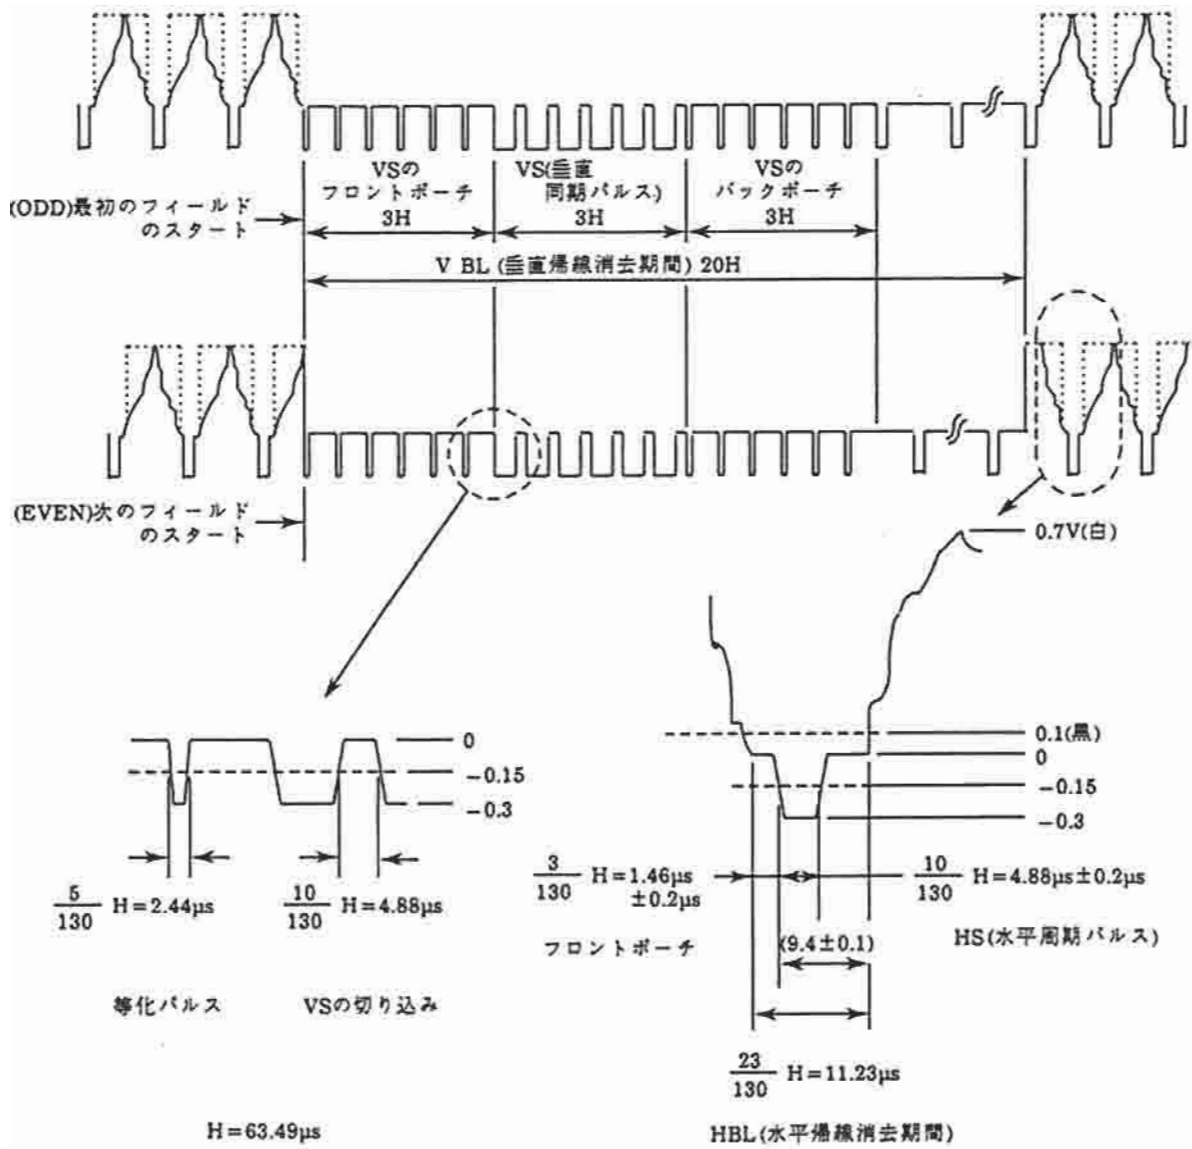 VSの
フロントポーチ
3H
VS(垂直
同期パルス)
3H
VSの
バックポーチ
3H
(ODD)最初のフィールド
のスタート
V BL (垂直帰線消去期間) 20H
(EVEN)次のフィールド
のスタート
0.7V(白)
0
−0.15
−0.3
0.1(黒)
0
−0.15
−0.3
5/130 H=2.44μs
10/130 H=4.88μs
等化パルス
VSの切り込み
3/130 H=1.46μs
±0.2μs
フロントポーチ
10/130 H=4.88μs±0.2μs
HS(水平周期パルス)
(9.4±0.1)
23/130 H=11.23μs
H=63.49μs
HBL(水平帰線消去期間)